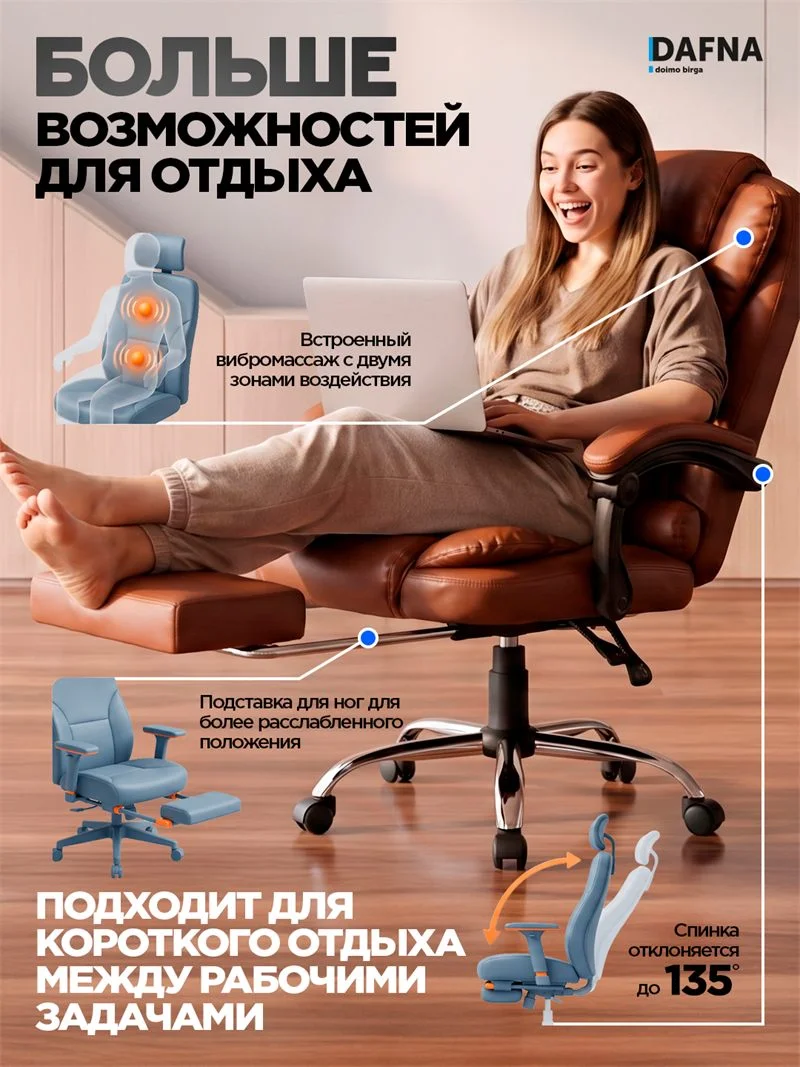 БОЛЬШЕ
ВОЗМОЖНОСТЕЙ
ДЛЯ ОТДЫХА
DAFNA
doimo birga
Встроенный
вибромассаж с двумя
зонами воздействия
Подставка для ног для
более расслабленного
положения
ПОДХОДИТ ДЛЯ
КОРОТКОГО ОТДЫХА
МЕЖДУ РАБОЧИМИ
ЗАДАЧАМИ
Спинка
отклоняется
до 135°